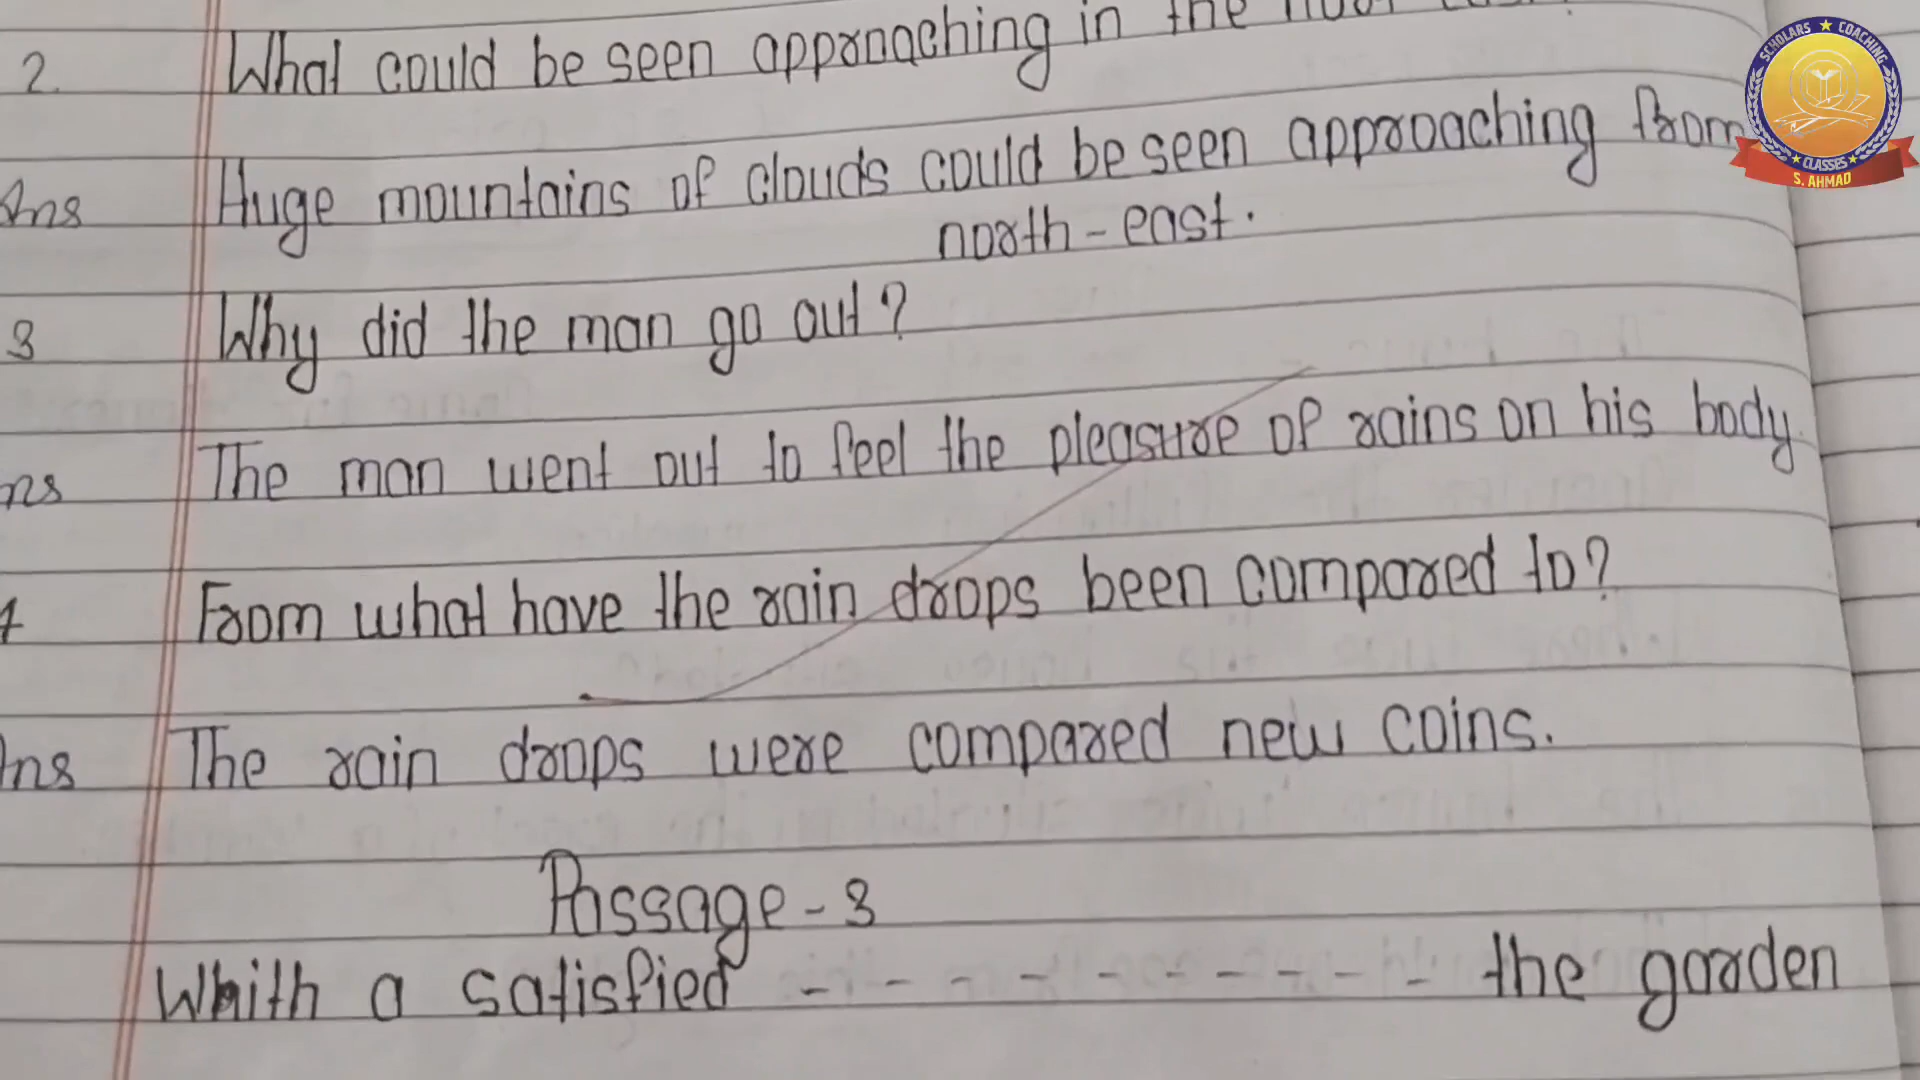 2. What could be seen approaching in the
Ans Huge mountains of clouds could be seen approaching from
north-east.
3 Why did the man go out?
ns The man went out to feel the pleasure of rains on his body
4 From what have the rain drops been compared to?
Ans The rain drops were compared new coins.
Passage-3
Whith a satisfied - - - - - - - - - - the garden
SCHOLARS ★ COACHING
★ CLASSES ★
S. AHMAD